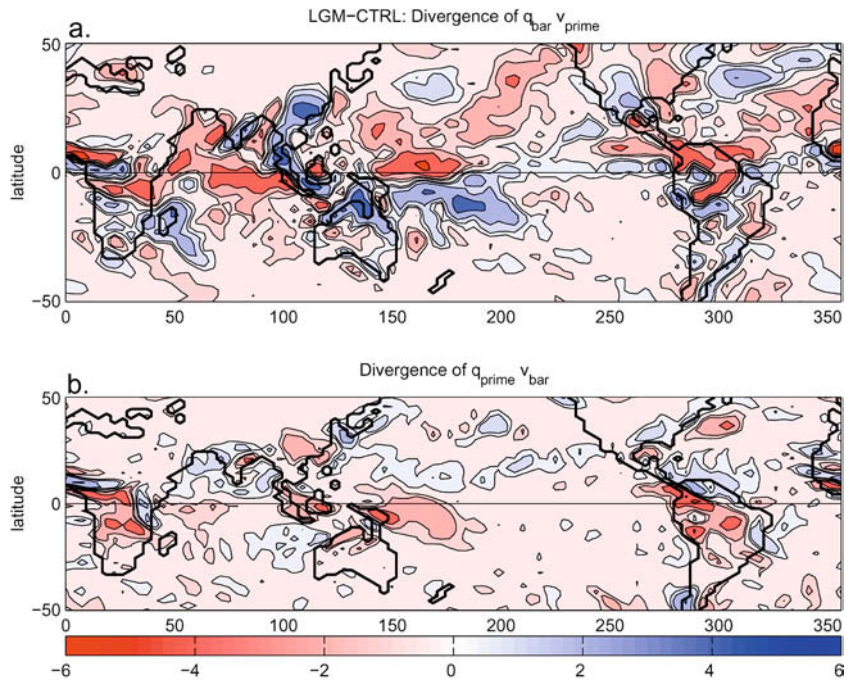 LGM−CTRL: Divergence of q_bar v_prime
a.
50
latitude
0
−50
0 50 100 150 200 250 300 350
Divergence of q_prime v_bar
b.
50
latitude
0
−50
0 50 100 150 200 250 300 350
−6 −4 −2 0 2 4 6